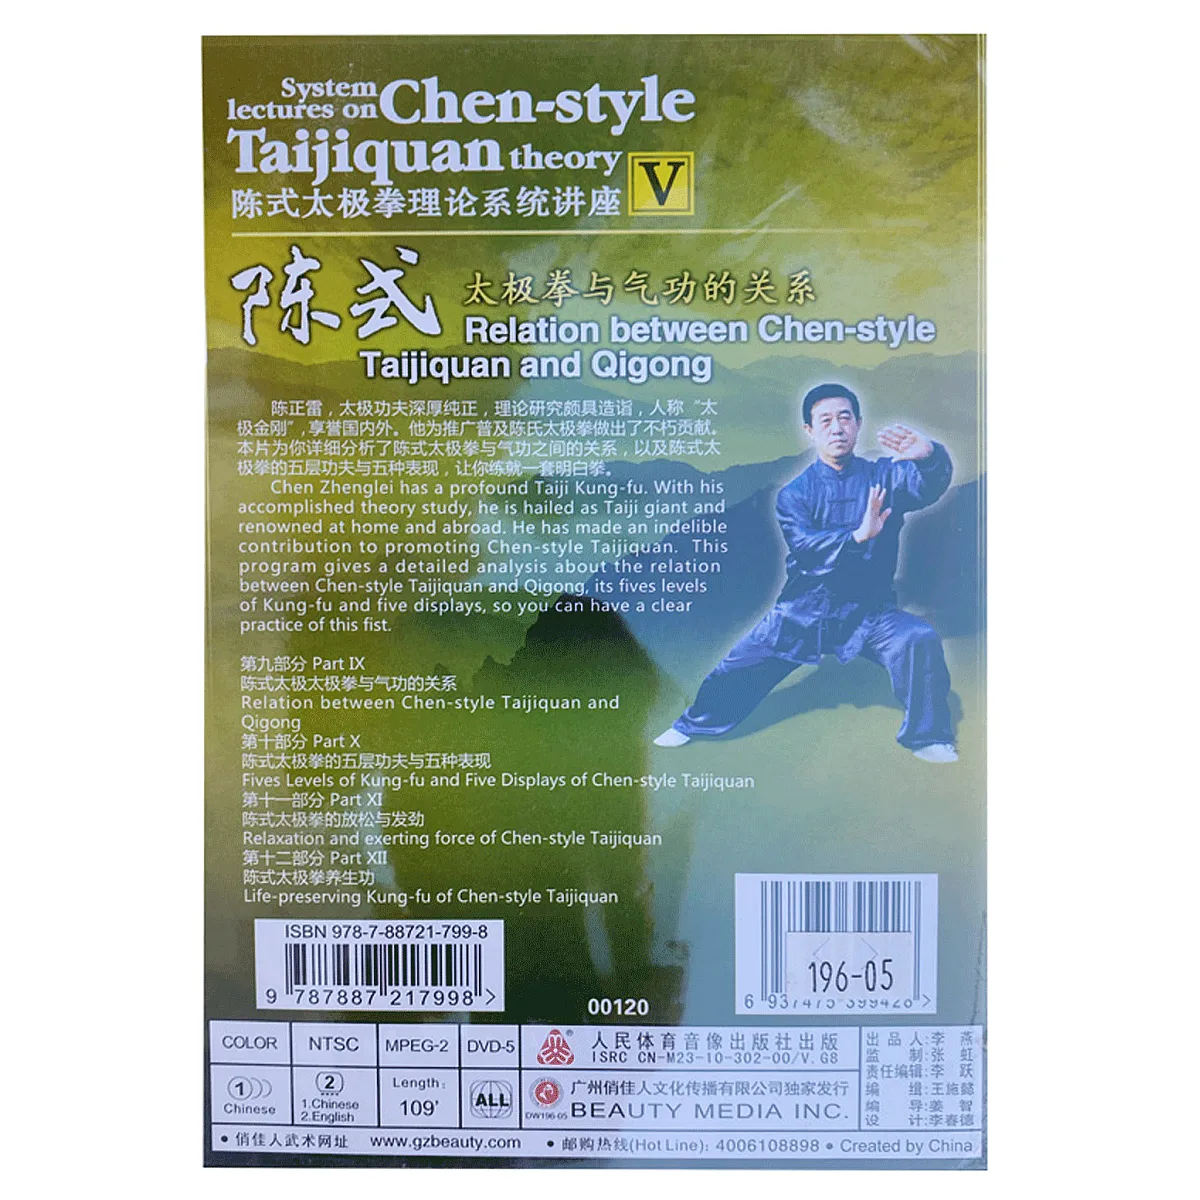 System
lectures on Chen-style
Taijiquan theory
陈式太极拳理论系统讲座 V
陈式 太极拳与气功的关系
Relation between Chen-style
Taijiquan and Qigong
陈正雷，太极功夫深厚纯正，理论研究颇具造诣，人称“太
极金刚”,享誉国内外。他为推广普及陈氏太极拳做出了不朽贡献。
本片为你详细分析了陈式太极拳与气功之间的关系，以及陈式太
极拳的五层功夫与五种表现，让你练就一套明白拳。
Chen Zhenglei has a profound Taiji Kung-fu. With his
accomplished theory study, he is hailed as Taiji giant and
renowned at home and abroad. He has made an indelible
contribution to promoting Chen-style Taijiquan. This
program gives a detailed analysis about the relation
between Chen-style Taijiquan and Qigong, its fives levels
of Kung-fu and five displays, so you can have a clear
practice of this fist.
第九部分 Part IX
陈式太极太极拳与气功的关系
Relation between Chen-style Taijiquan and
Qigong
第十部分 Part X
陈式太极拳的五层功夫与五种表现
Fives Levels of Kung-fu and Five Displays of Chen-style Taijiquan
第十一部分 Part XI
陈式太极拳的放松与发劲
Relaxation and exerting force of Chen-style Taijiquan
第十二部分 Part XII
陈式太极拳养生功
Life-preserving Kung-fu of Chen-style Taijiquan
ISBN 978-7-88721-799-8
9 787887 217998 >
00120
196-05
6 937475 399428 >
COLOR NTSC MPEG-2 DVD-5
人民体育音像出版社出版
ISRC CN-M23-10-302-00/V.G8
1 Chinese
2 1.Chinese
2.English
Length:
109'
ALL
DW196-05
广州俏佳人文化传播有限公司独家发行
BEAUTY MEDIA INC.
出品人:李燕
监制:张虹
责任编辑:李跃
编辑:王施懿
编导:姜智
设计:李春德
• 俏佳人武术网址 www.gzbeauty.com • 邮购热线(Hot Line): 4006108898 • Created by China